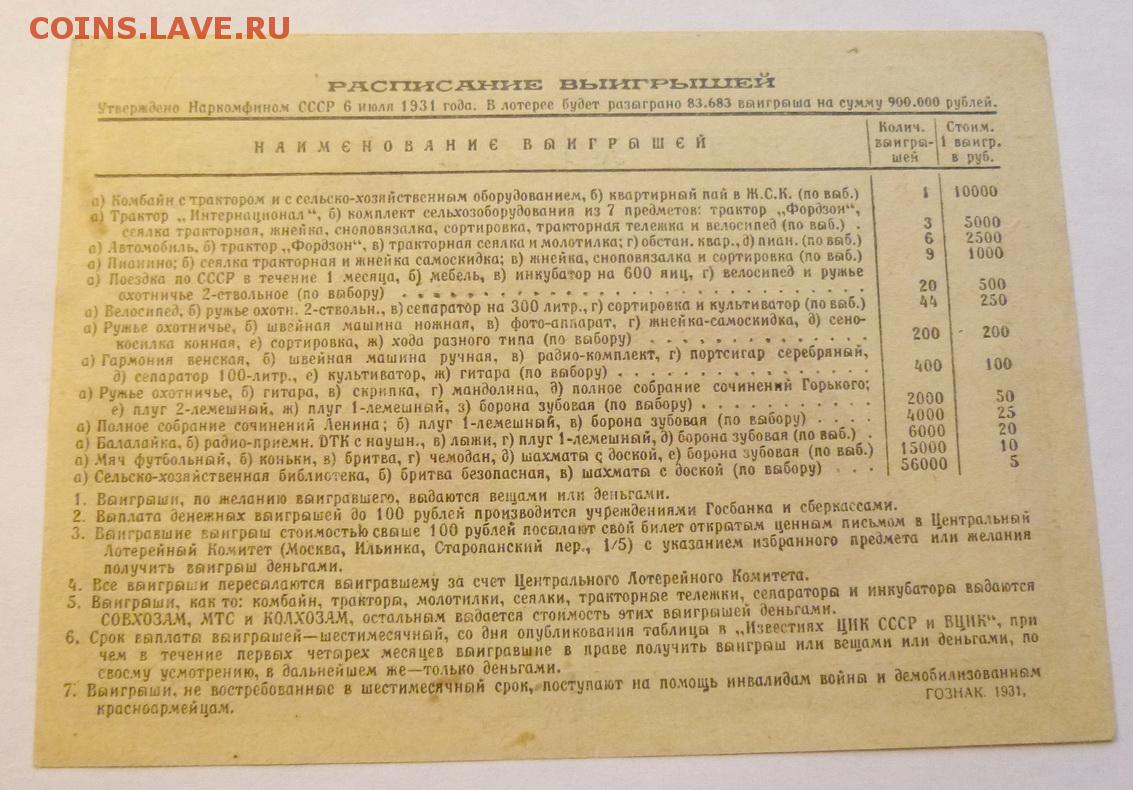 COINS.LAVE.RU
РАСПИСАНИЕ ВЫИГРЫШЕЙ
Утверждено Наркомфином СССР 6 июля 1931 года. В лотерее будет разыграно 83.683 выигрыша на сумму 900.000 рублей.
НАИМЕНОВАНИЕ ВЫИГРЫШЕЙ
Колич. выигры-шей
Стоим. 1 выигр. в руб.
а) Комбайн с трактором и с сельско-хозяйственным оборудованием, б) квартирный пай в Ж.С.К. (по выб.) 1 10000
а) Трактор „Интернационал“, б) комплект сельхозоборудования из 7 предметов: трактор „Фордзон“,
сеялка тракторная, жнейка, сноповязалка, сортировка, тракторная тележка и велосипед (по выб.) . 3 5000
а) Автомобиль, б) трактор „Фордзон“, в) тракторная сеялка и молотилка; г) обстан. квар., д) пиан. (по выб.) 6 2500
а) Пианино; б) сеялка тракторная и жнейка самоскидка; в) жнейка, сноповязалка и сортировка (по выб.) 9 1000
а) Поездка по СССР в течение 1 месяца, б) мебель, в) инкубатор на 600 яиц, г) велосипед и ружье
охотничье 2-ствольное (по выбору) . . . . . . . . . . 20 500
а) Велосипед, б) ружье охотн. 2-ствольн., в) сепаратор на 300 литр., г) сортировка и культиватор (по выб.) 44 250
а) Ружье охотничье, б) швейная машина ножная, в) фото-аппарат, г) жнейка-самоскидка, д) сено-
косилка конная, е) сортировка, ж) хода разного типа (по выбору) . . . . . . 200 200
а) Гармония венская, б) швейная машина ручная, в) радио-комплект, г) портсигар серебряный,
д) сепаратор 100-литр., е) культиватор, ж) гитара (по выбору) . . . . . . 400 100
а) Ружье охотничье, б) гитара, в) скрипка, г) мандолина, д) полное собрание сочинений Горького;
е) плуг 2-лемешный, ж) плуг 1-лемешный, з) борона зубовая (по выбору) . . . . . 2000 50
а) Полное собрание сочинений Ленина; б) плуг 1-лемешный, в) борона зубовая (по выбору) . . . . 4000 25
а) Балалайка, б) радио-приемн. DTK с наушн., в) лыжи, г) плуг 1-лемешный, д) борона зубовая (по выб.) . 6000 20
а) Мяч футбольный, б) коньки, в) бритва, г) чемодан, д) шахматы с доской, е) борона зубовая (по выб.) 15000 10
а) Сельско-хозяйственная библиотека, б) бритва безопасная, в) шахматы с доской (по выбору) . . . 56000 5
1. Выигрыши, по желанию выигравшего, выдаются вещами или деньгами.
2. Выплата денежных выигрышей до 100 рублей производится учреждениями Госбанка и сберкассами.
3. Выигравшие выигрыш стоимостью свыше 100 рублей посылают свой билет открытым ценным письмом в Центральный
Лотерейный Комитет (Москва, Ильинка, Старопанский пер., 1/5) с указанием избранного предмета или желания
получить выигрыш деньгами.
4. Все выигрыши пересылаются выигравшему за счет Центрального Лотерейного Комитета.
5. Выигрыши, как то: комбайн, тракторы, молотилки, сеялки, тракторные тележки, сепараторы и инкубаторы выдаются
СОВХОЗАМ, МТС и КОЛХОЗАМ, остальным выдается стоимость этих выигрышей деньгами.
6. Срок выплаты выигрышей—шестимесячный, со дня опубликования таблицы в „Известиях ЦИК СССР и ВЦИК“, при
чем в течение первых четырех месяцев выигравшие в праве получить выигрыш или вещами или деньгами, по
своему усмотрению, в дальнейшем же—только деньгами.
7. Выигрыши, не востребованные в шестимесячный срок, поступают на помощь инвалидам войны и демобилизованным
красноармейцам.
ГОЗНАК. 1931.